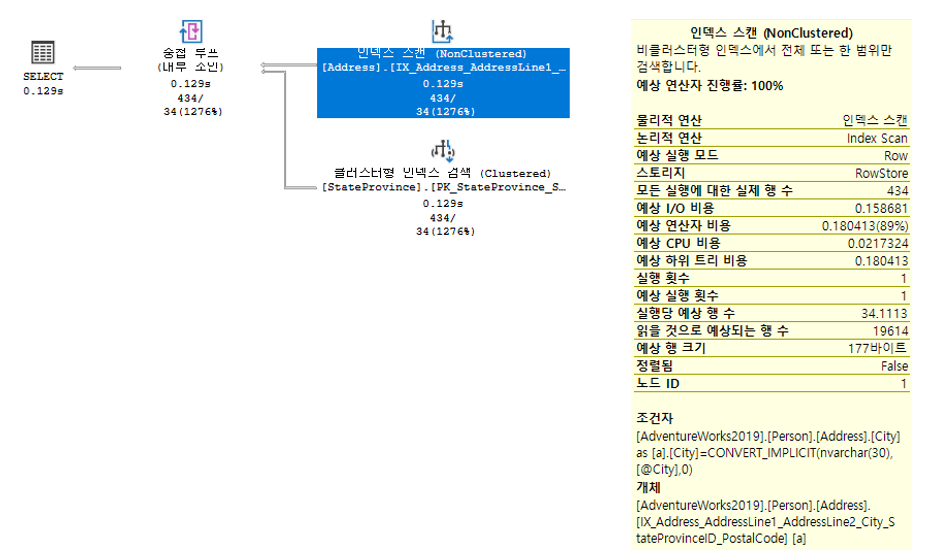 SELECT
0.129s
중첩 루프
(내부 조인)
0.129s
434/
34(1276%)
인덱스 스캔 (NonClustered)
[Address].[IX_Address_AddressLine1_…
0.129s
434/
34(1276%)
클러스터형 인덱스 검색 (Clustered)
[StateProvince].[PK_StateProvince_S…
0.129s
434/
34(1276%)
인덱스 스캔 (NonClustered)
비클러스터형 인덱스에서 전체 또는 한 범위만
검색합니다.
예상 연산자 진행률: 100%
물리적 연산 인덱스 스캔
논리적 연산 Index Scan
예상 실행 모드 Row
스토리지 RowStore
모든 실행에 대한 실제 행 수 434
예상 I/O 비용 0.158681
예상 연산자 비용 0.180413(89%)
예상 CPU 비용 0.0217324
예상 하위 트리 비용 0.180413
실행 횟수 1
예상 실행 횟수 1
실행당 예상 행 수 34.1113
읽을 것으로 예상되는 행 수 19614
예상 행 크기 177바이트
정렬됨 False
노드 ID 1
조건자
[AdventureWorks2019].[Person].[Address].[City]
as [a].[City]=CONVERT_IMPLICIT(nvarchar(30),
[@City],0)
개체
[AdventureWorks2019].[Person].[Address].
[IX_Address_AddressLine1_AddressLine2_City_S
tateProvinceID_PostalCode] [a]